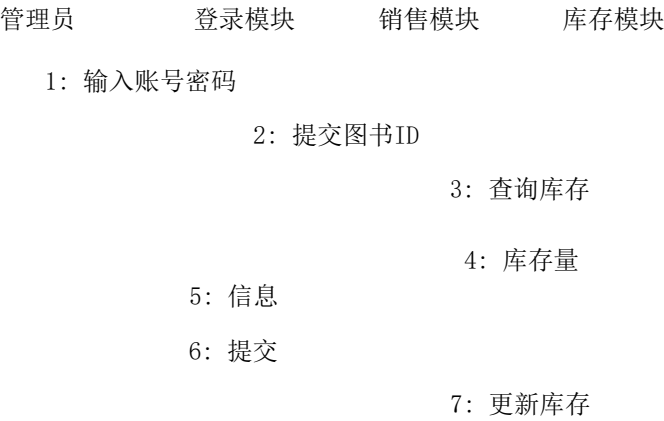 管理员 登录模块 销售模块 库存模块
1: 输入账号密码
2: 提交图书ID
3: 查询库存
4: 库存量
5: 信息
6: 提交
7: 更新库存